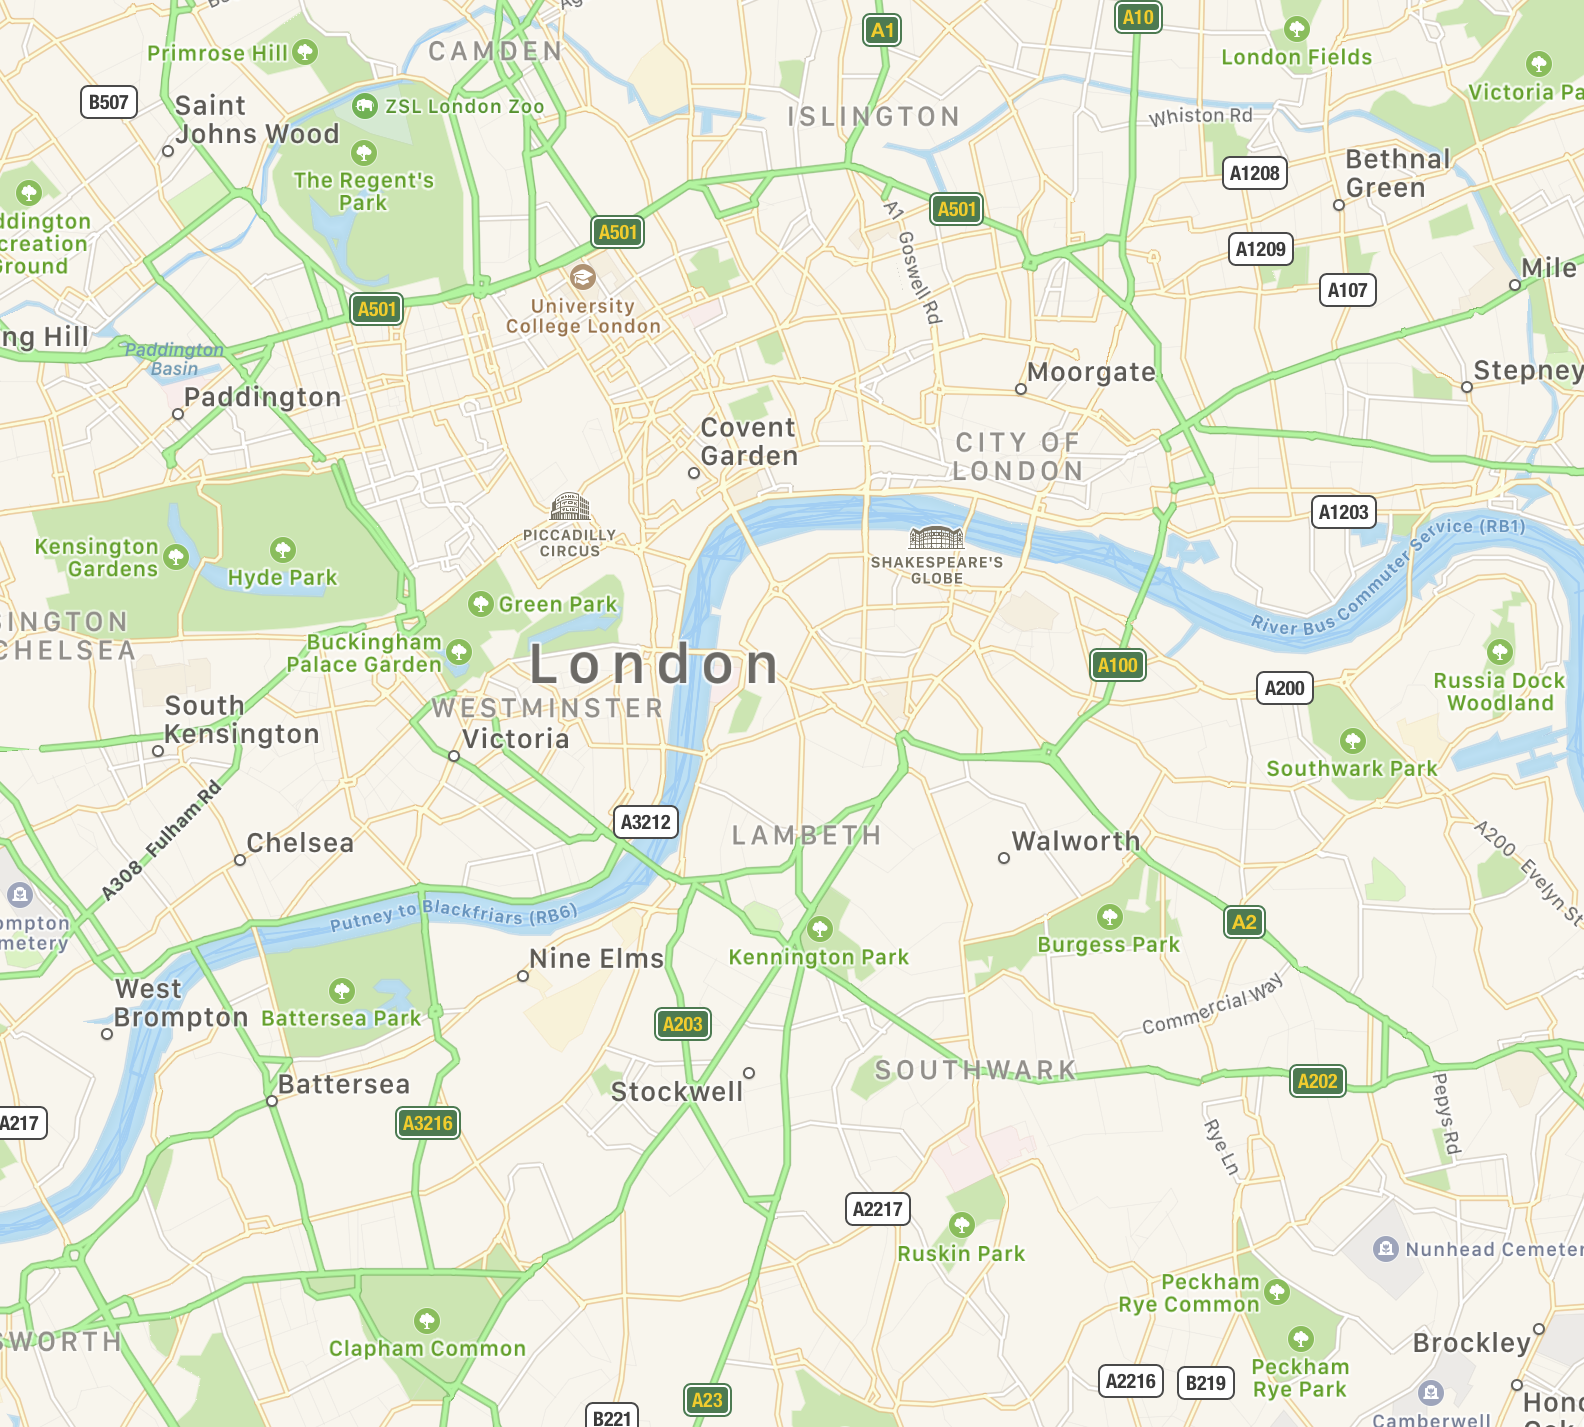 CAMDEN
A1
A10
London Fields
Primrose Hill
Victoria Pa
B507
Saint
Johns Wood
ZSL London Zoo
ISLINGTON
Whiston Rd
The Regent's
Park
A1208
Bethnal
Green
ddington
creation
Ground
A501
A501
A1
Goswell Rd
A1209
A107
Mile
University
College London
A501
ng Hill
Paddington
Basin
Paddington
Moorgate
Stepney
Covent
Garden
CITY OF
LONDON
PICCADILLY
CIRCUS
SHAKESPEARE'S
GLOBE
A1203
River Bus Commuter Service (RB1)
Kensington
Gardens
Hyde Park
Green Park
SINGTON
CHELSEA
Buckingham
Palace Garden
London
A100
A200
Russia Dock
Woodland
South
Kensington
WESTMINSTER
Victoria
Southwark Park
A308 Fulham Rd
A3212
LAMBETH
Walworth
A200 Evelyn St
Chelsea
ompton
metery
Putney to Blackfriars (RB6)
Nine Elms
Kennington Park
Burgess Park
A2
West
Brompton
Battersea Park
A203
Commercial Way
Battersea
Stockwell
SOUTHWARK
A202
A217
A3216
Rye Ln
Pepys Rd
A2217
Ruskin Park
Nunhead Cemeter
Peckham
Rye Common
SWORTH
Clapham Common
Brockley
Peckham
Rye Park
A2216
B219
A23
B221
Camberwell
Hono